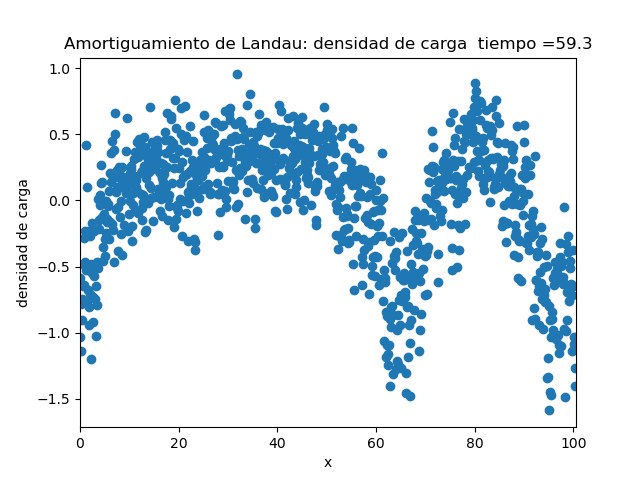 Amortiguamiento de Landau: densidad de carga  tiempo =59.3
1.0
0.5
0.0
−0.5
−1.0
−1.5
densidad de carga
0 20 40 60 80 100
x